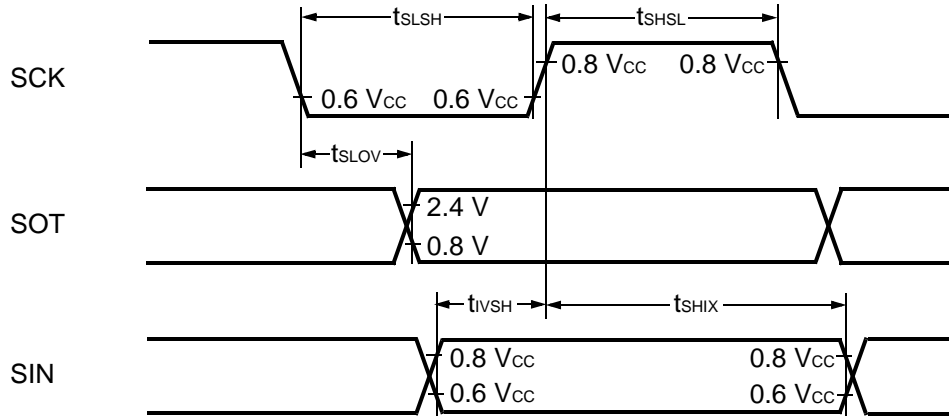 tSLSH tSHSL
SCK
0.8 VCC 0.8 VCC
0.6 VCC 0.6 VCC
tSLOV
SOT
2.4 V
0.8 V
tIVSH tSHIX
SIN
0.8 VCC 0.8 VCC
0.6 VCC 0.6 VCC